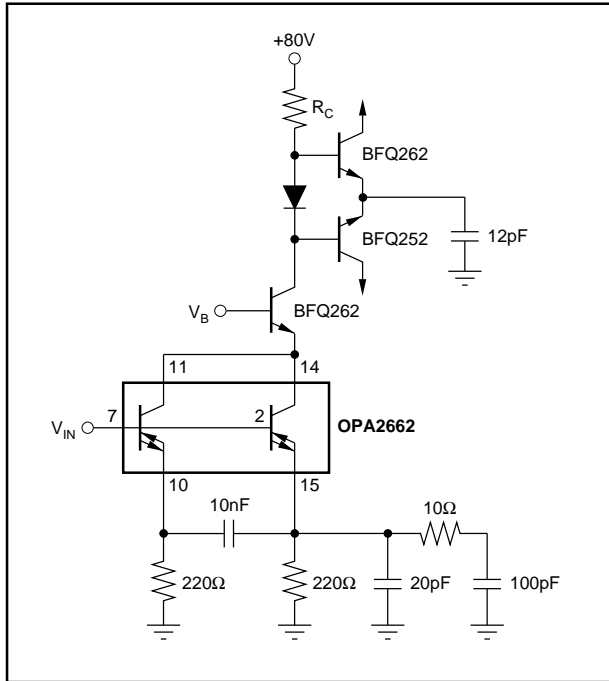 +80V
R_C
BFQ262
BFQ252
12pF
V_B
BFQ262
11
14
V_IN
7
2
OPA2662
10
15
10nF
10Ω
220Ω
220Ω
20pF
100pF